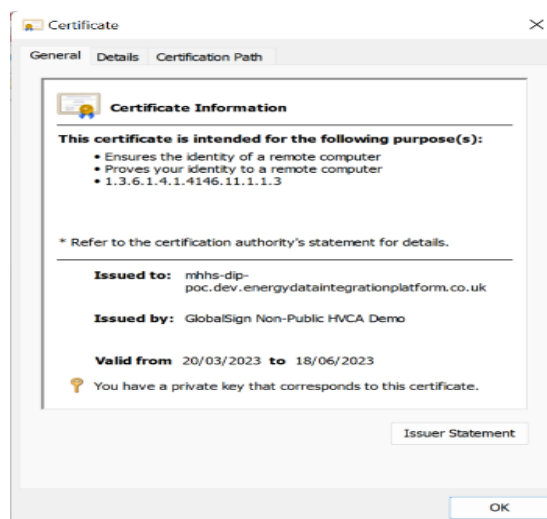 Certificate
General Details Certification Path
Certificate Information
This certificate is intended for the following purpose(s):
• Ensures the identity of a remote computer
• Proves your identity to a remote computer
• 1.3.6.1.4.1.4146.11.1.1.3
* Refer to the certification authority's statement for details.
Issued to: mhhs-dip-
poc.dev.energydataintegrationplatform.co.uk
Issued by: GlobalSign Non-Public HVCA Demo
Valid from 20/03/2023 to 18/06/2023
You have a private key that corresponds to this certificate.
Issuer Statement
OK